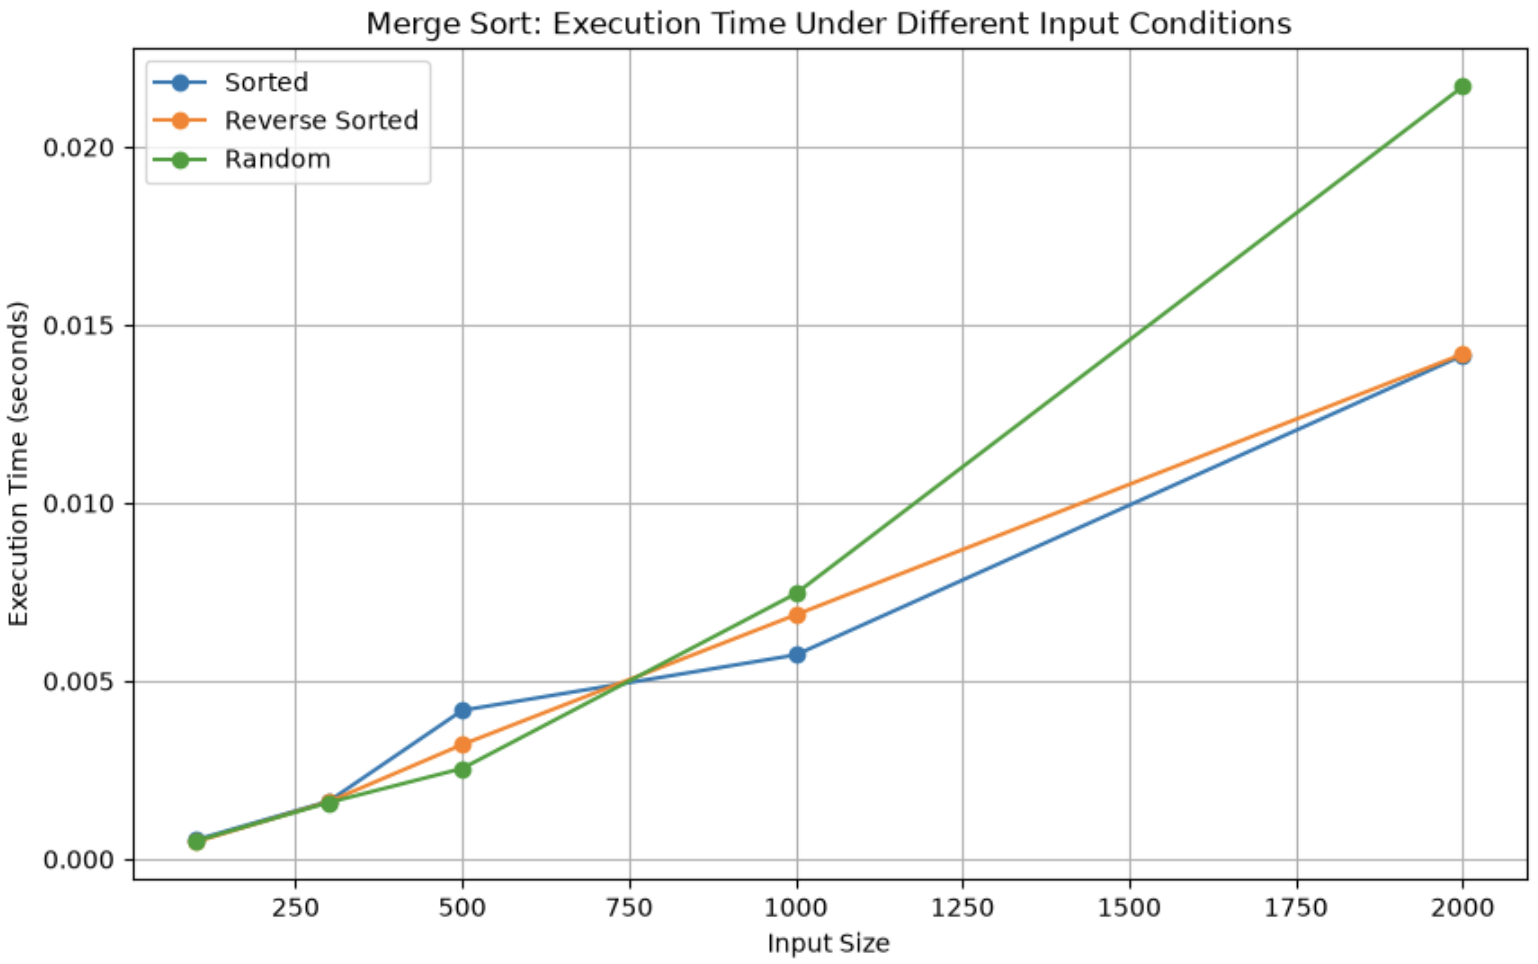 Merge Sort: Execution Time Under Different Input Conditions
Sorted
Reverse Sorted
Random
Execution Time (seconds)
0.020
0.015
0.010
0.005
0.000
250 500 750 1000 1250 1500 1750 2000
Input Size